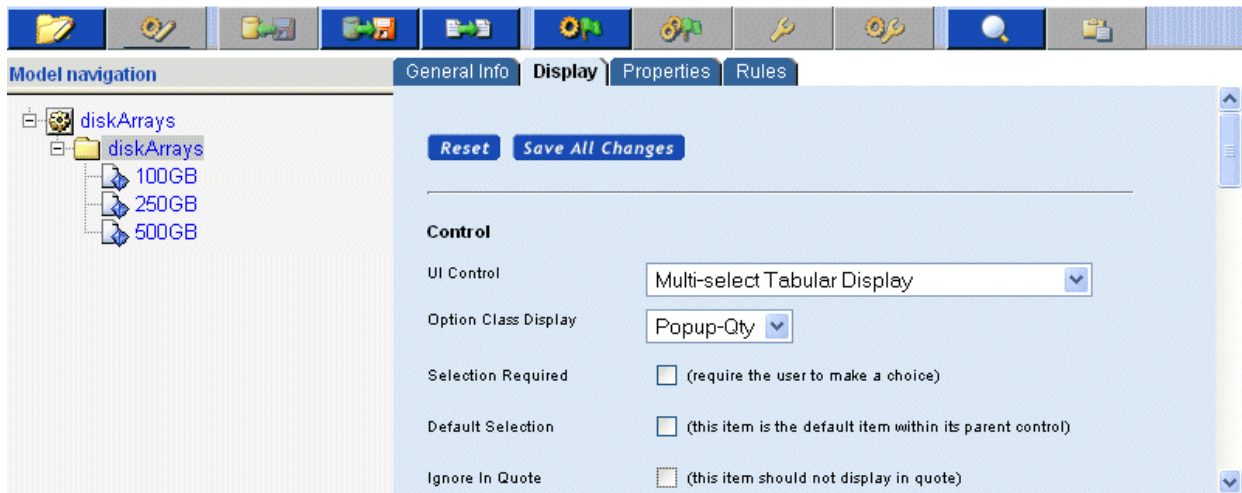 Model navigation
General Info Display Properties Rules
diskArrays
diskArrays
100GB
250GB
500GB
Reset Save All Changes
Control
UI Control Multi-select Tabular Display
Option Class Display Popup-Qty
Selection Required (require the user to make a choice)
Default Selection (this item is the default item within its parent control)
Ignore In Quote (this item should not display in quote)